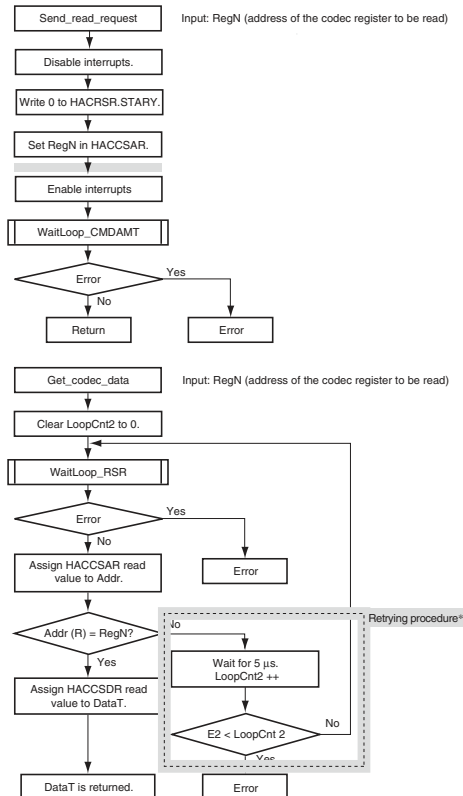 Send_read_request
Input: RegN (address of the codec register to be read)
Disable interrupts.
Write 0 to HACRSR.STARY.
Set RegN in HACCSAR.
Enable interrupts
WaitLoop_CMDAMT
Error
Yes
No
Return
Error
Get_codec_data
Input: RegN (address of the codec register to be read)
Clear LoopCnt2 to 0.
WaitLoop_RSR
Error
Yes
No
Assign HACCSAR read
value to Addr.
Error
Retrying procedure*
Addr (R) = RegN?
No
Yes
Wait for 5 μs.
LoopCnt2 ++
Assign HACCSDR read
value to DataT.
E2 < LoopCnt 2
No
Yes
DataT is returned.
Error